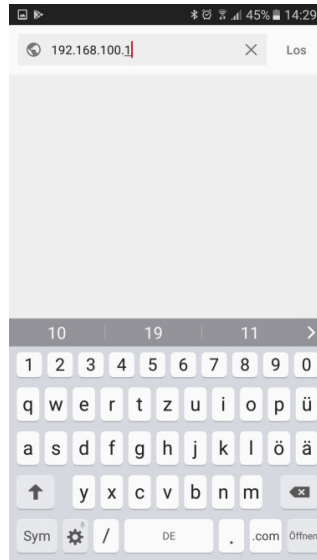 45% 14:29
192.168.100.1 Los
10 19 11
1 2 3 4 5 6 7 8 9 0
q w e r t z u i o p ü
a s d f g h j k l ö ä
y x c v b n m
Sym / DE . .com Öffnen